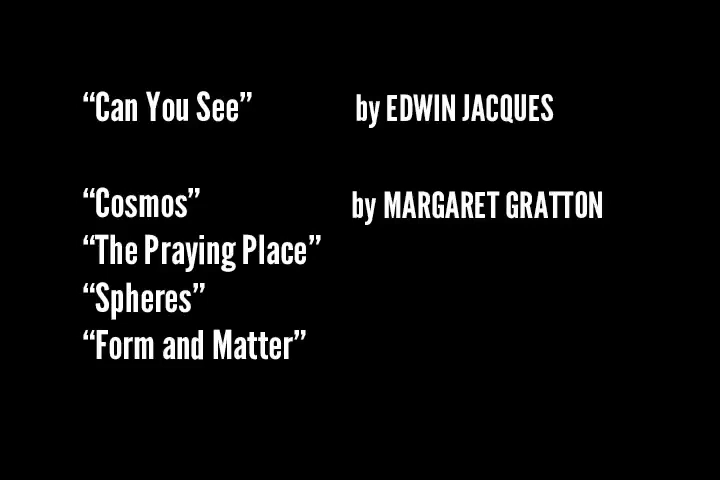 “Can You See” by EDWIN JACQUES
“Cosmos” by MARGARET GRATTON
“The Praying Place”
“Spheres”
“Form and Matter”